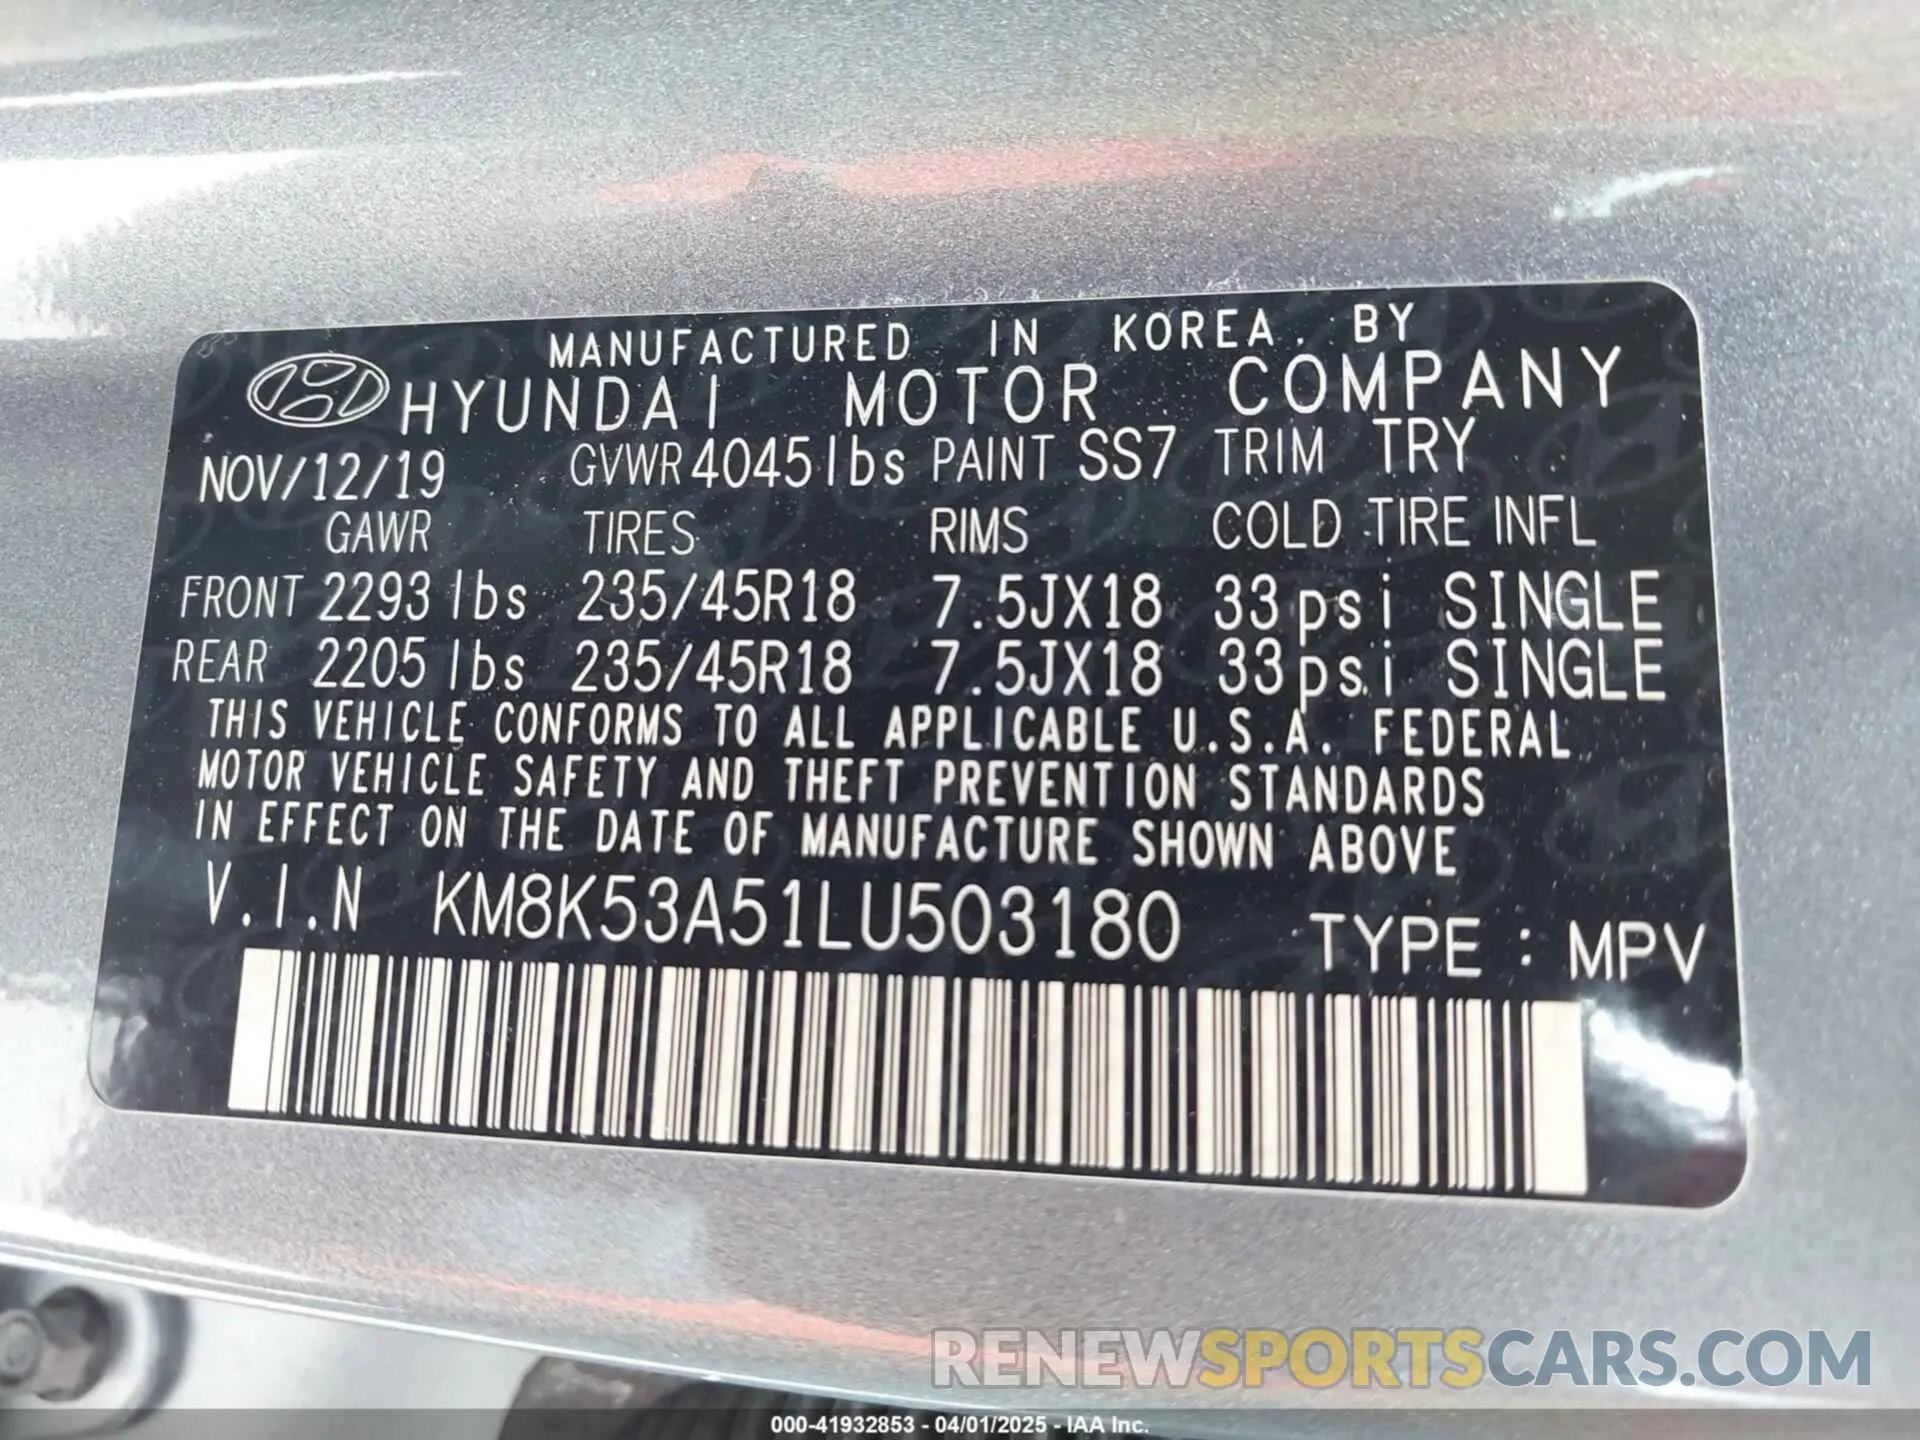 MANUFACTURED IN KOREA. BY
HYUNDAI MOTOR COMPANY
NOV/12/19 GVWR 4045lbs PAINT SS7 TRIM TRY
GAWR TIRES RIMS COLD TIRE INFL
FRONT 2293 lbs 235/45R18 7.5JX18 33psi SINGLE
REAR 2205 lbs 235/45R18 7.5JX18 33psi SINGLE
THIS VEHICLE CONFORMS TO ALL APPLICABLE U.S.A. FEDERAL
MOTOR VEHICLE SAFETY AND THEFT PREVENTION STANDARDS
IN EFFECT ON THE DATE OF MANUFACTURE SHOWN ABOVE
V.I.N KM8K53A51LU503180 TYPE : MPV
RENEWSPORTSCARS.COM
000-41932853 - 04/01/2025 - IAA Inc.